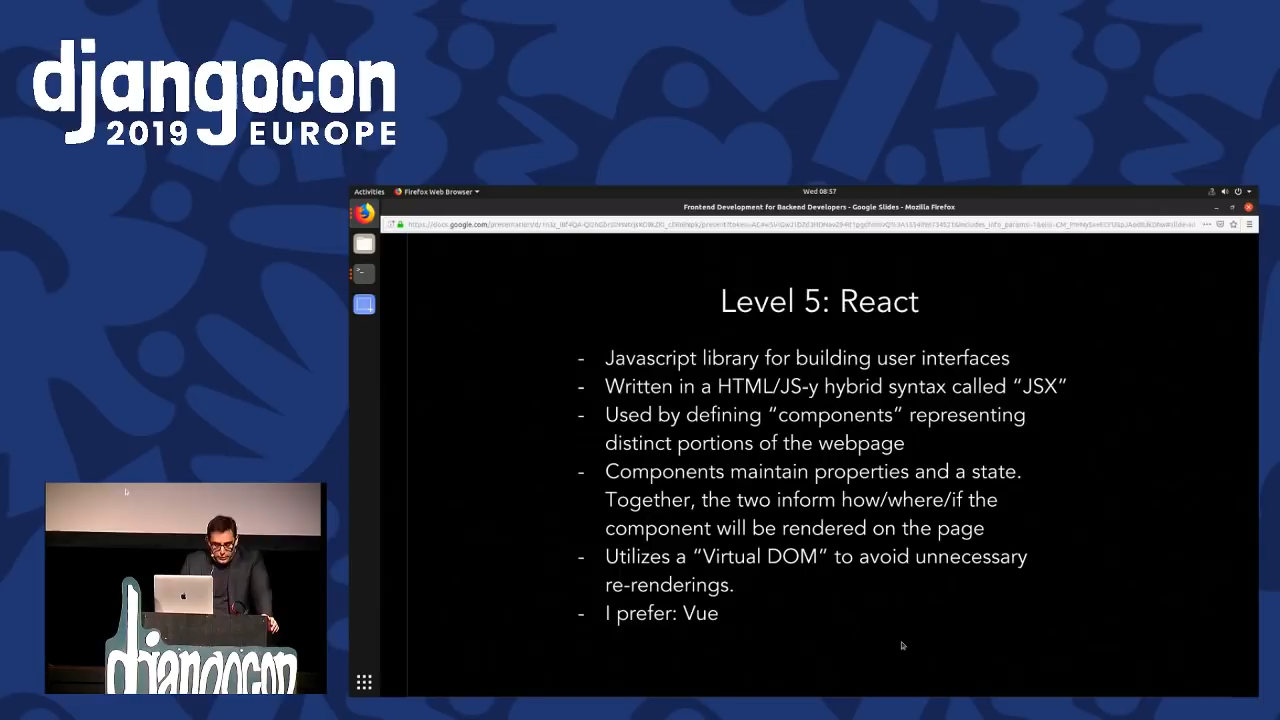 djangocon
2019 EUROPE
Activities
Firefox Web Browser
Wed 08:57
Frontend Development for Backend Developers - Google Slides - Mozilla Firefox
Level 5: React
- Javascript library for building user interfaces
- Written in a HTML/JS-y hybrid syntax called “JSX”
- Used by defining “components” representing
distinct portions of the webpage
- Components maintain properties and a state.
Together, the two inform how/where/if the
component will be rendered on the page
- Utilizes a “Virtual DOM” to avoid unnecessary
re-renderings.
- I prefer: Vue
djangocon